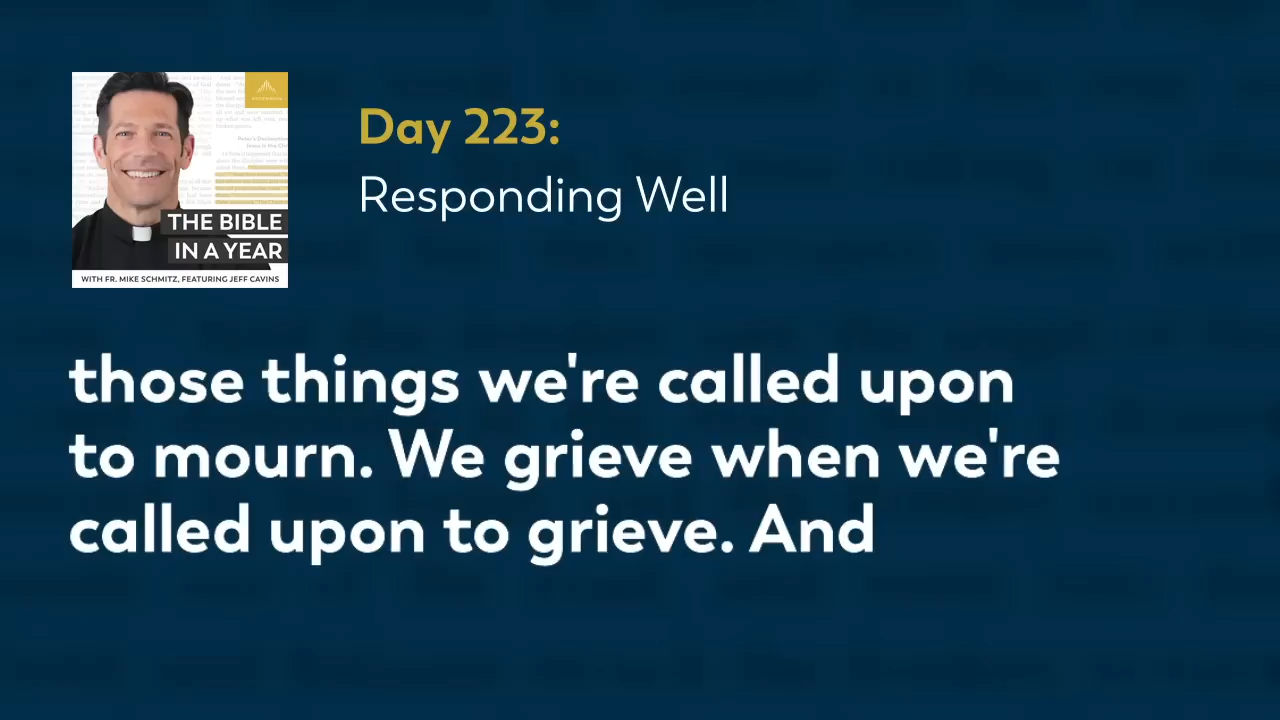 THE BIBLE
IN A YEAR
WITH FR. MIKE SCHMITZ, FEATURING JEFF CAVINS
Day 223:
Responding Well
those things we're called upon
to mourn. We grieve when we're
called upon to grieve. And